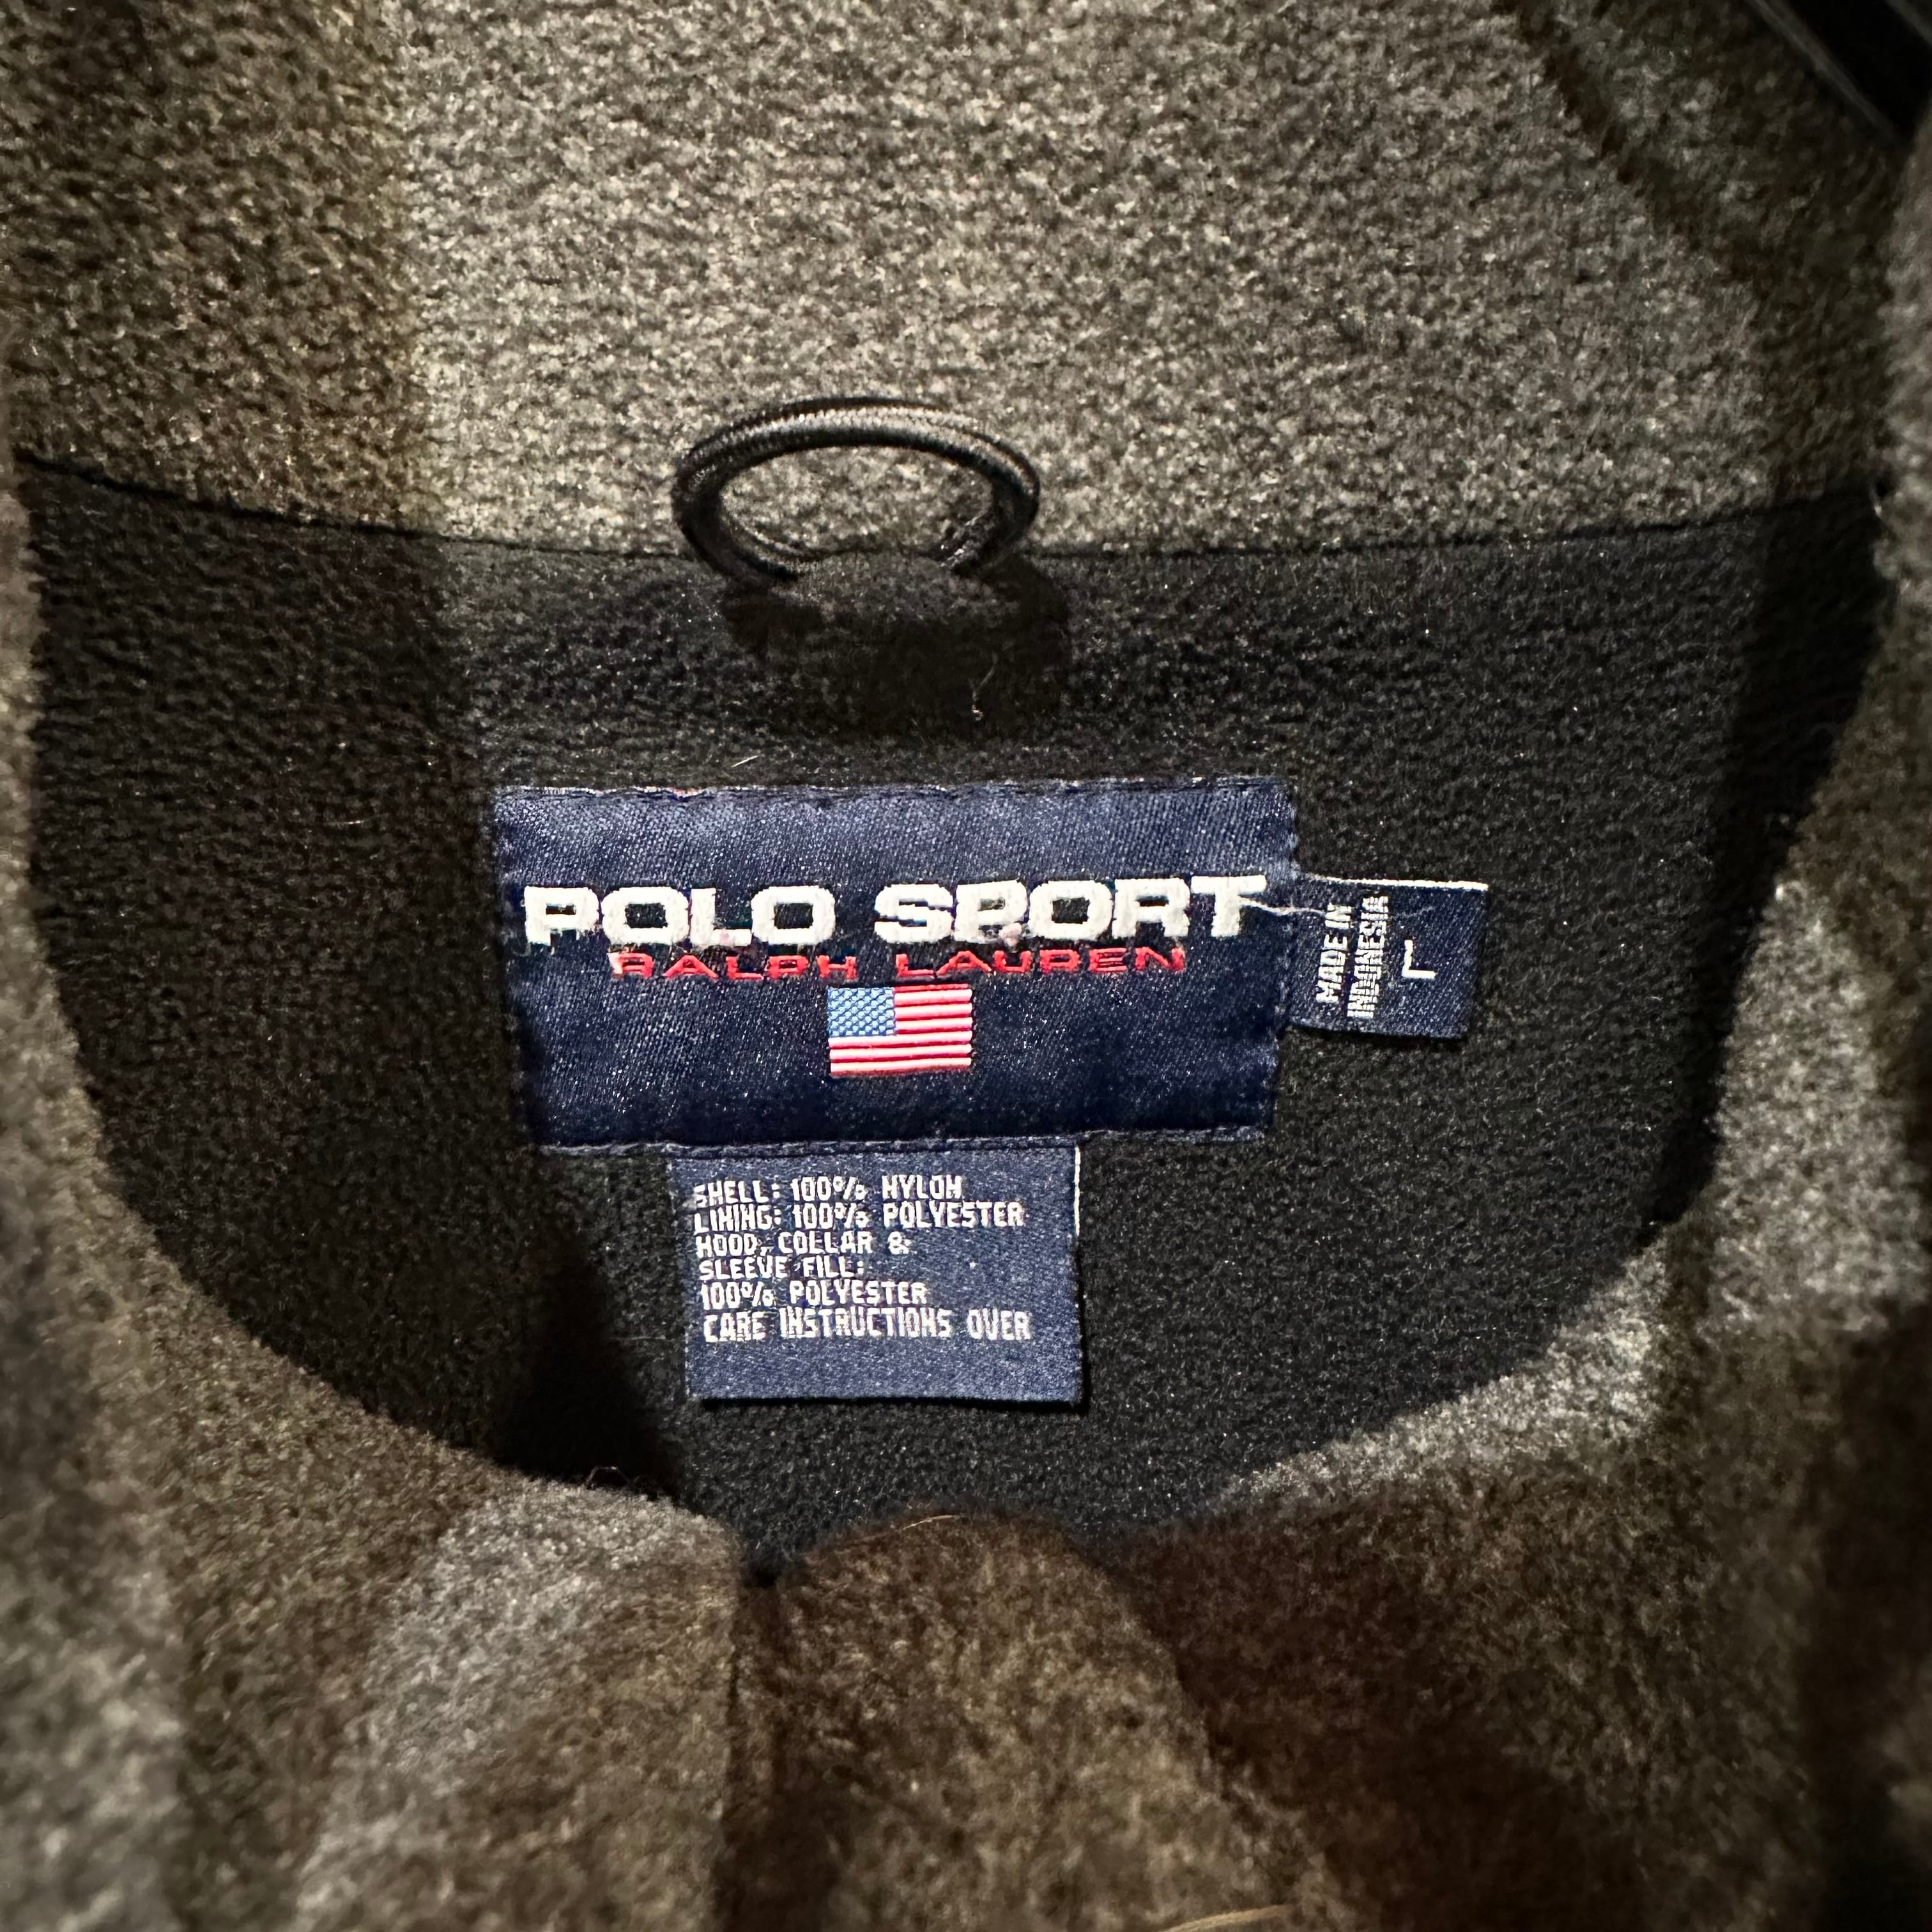 POLO SPORT
RALPH LAUREN
MADE IN
INDONESIA
L
SHELL: 100% NYLON
LINING: 100% POLYESTER
HOOD, COLLAR &
SLEEVE FILL:
100% POLYESTER
CARE INSTRUCTIONS OVER